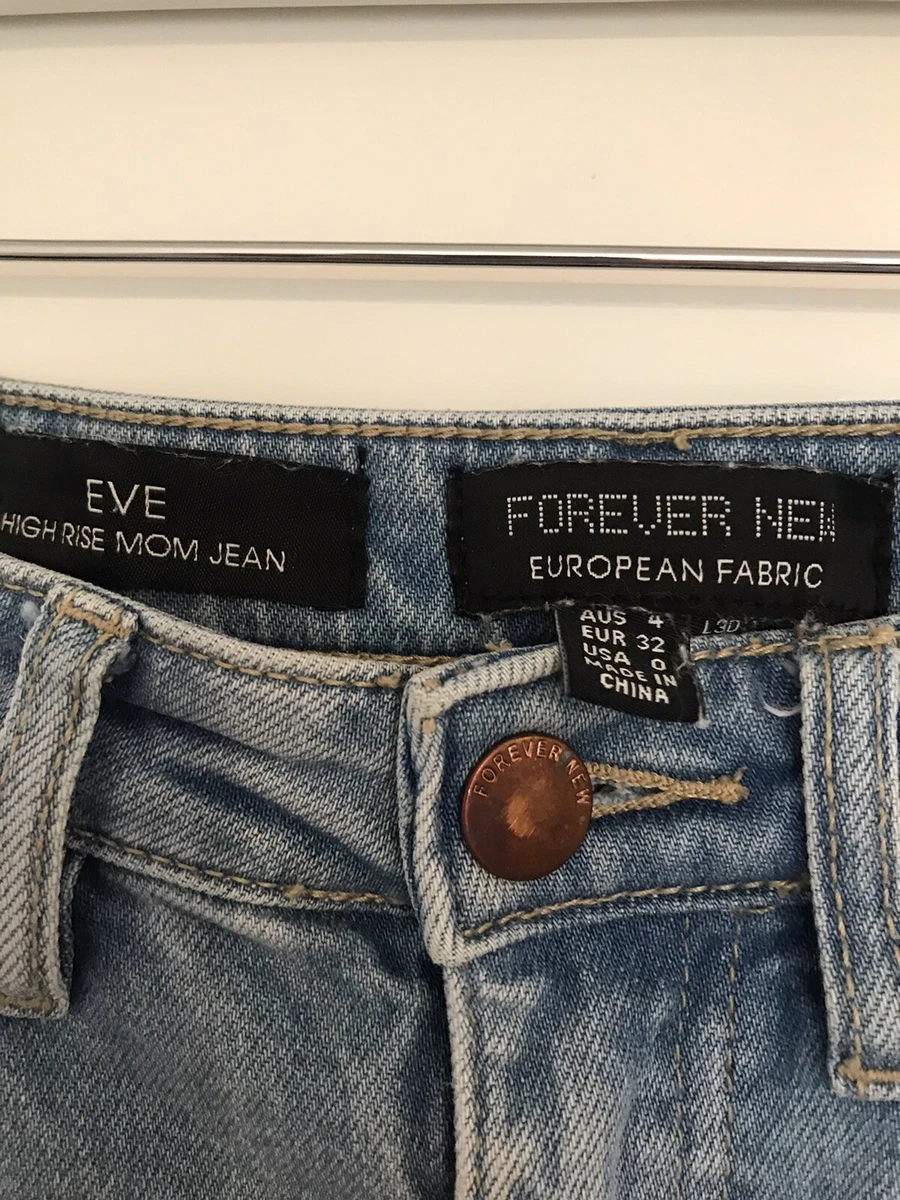 EVE
HIGH RISE MOM JEAN
FOREVER NEW
EUROPEAN FABRIC
AUS 4
EUR 32
USA 0
MADE IN
CHINA
L30
FOREVER NEW